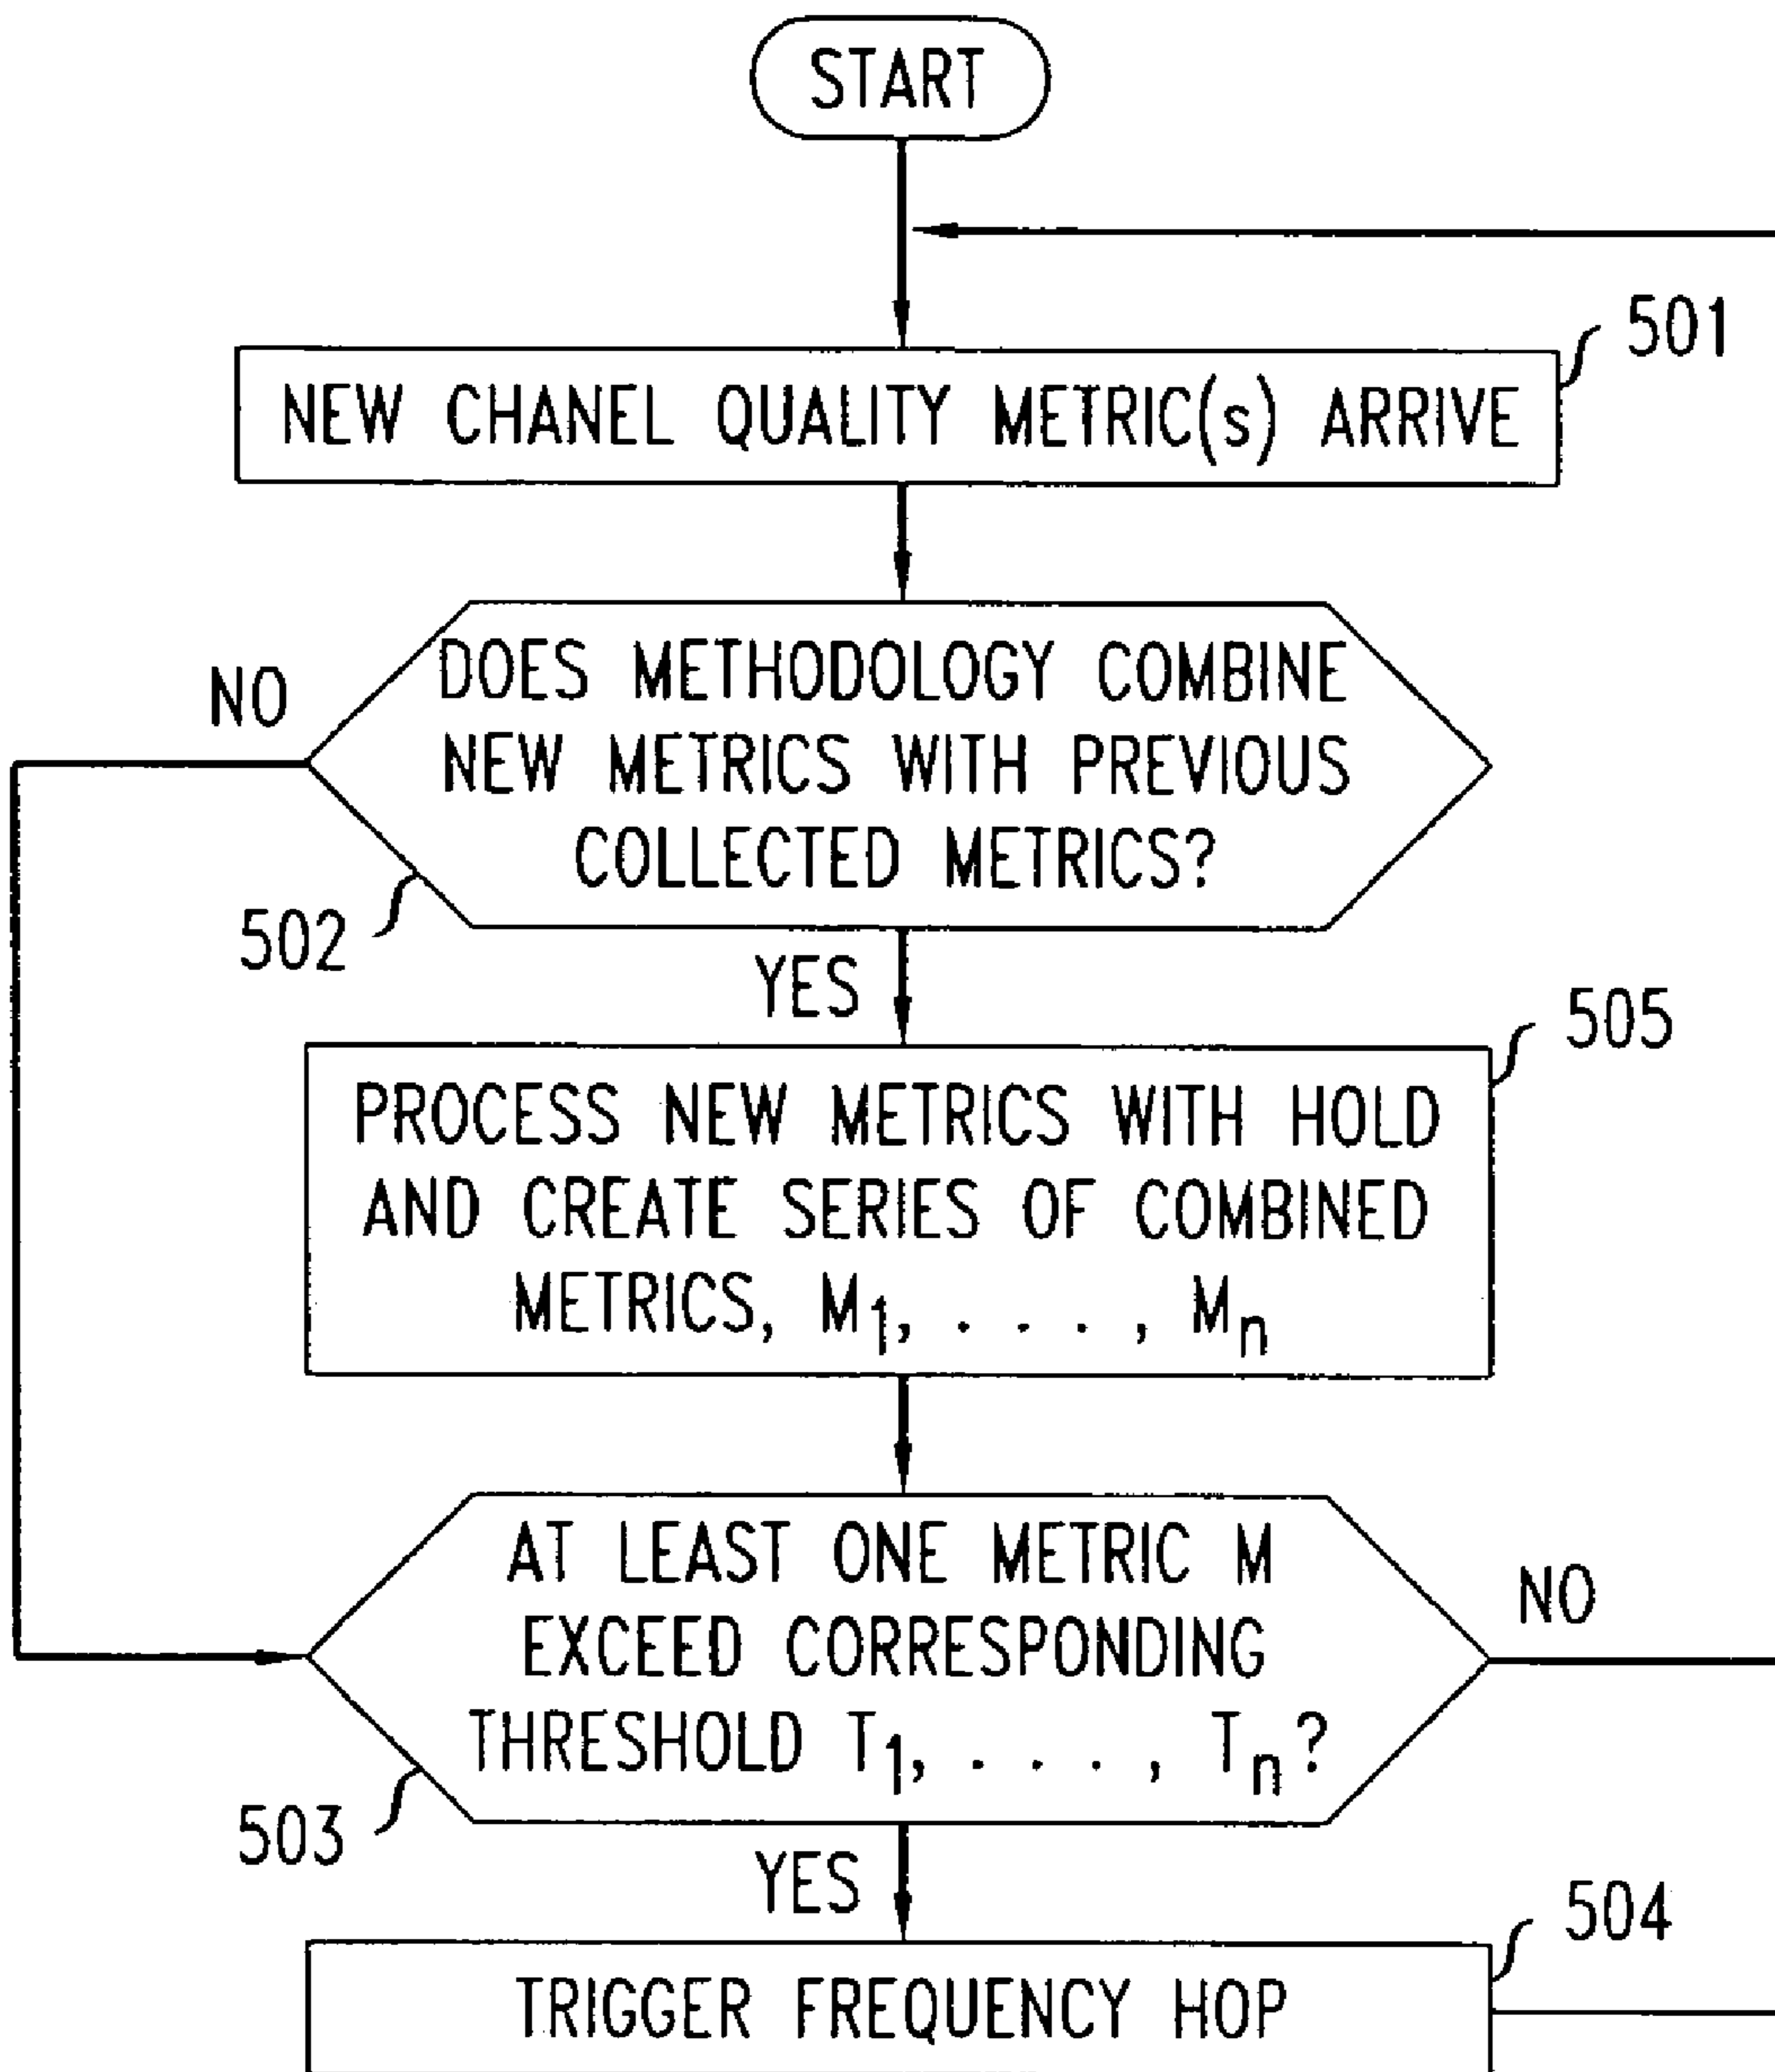 START
501
NEW CHANEL QUALITY METRIC(s) ARRIVE
NO
DOES METHODOLOGY COMBINE
NEW METRICS WITH PREVIOUS
COLLECTED METRICS?
502
YES
505
PROCESS NEW METRICS WITH HOLD
AND CREATE SERIES OF COMBINED
METRICS, M1, . . . , Mn
AT LEAST ONE METRIC M
EXCEED CORRESPONDING
THRESHOLD T1, . . . , Tn?
NO
503
YES
504
TRIGGER FREQUENCY HOP